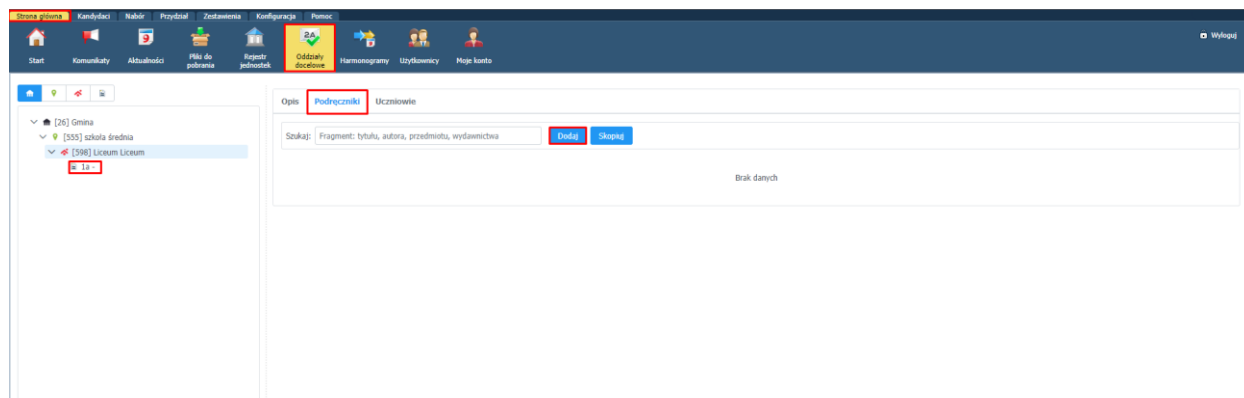 Strona główna Kandydaci Nabór Przydział Zestawienia Konfiguracja Pomoc
Start Komunikaty Aktualności Pliki do pobrania Rejestr jednostek Oddziały docelowe Harmonogramy Użytkownicy Moje konto Wyloguj
Opis Podręczniki Uczniowie
[26] Gmina
[555] szkoła średnia
[598] Liceum Liceum
1a -
Szukaj: Fragment: tytułu, autora, przedmiotu, wydawnictwa Dodaj Skopiuj
Brak danych